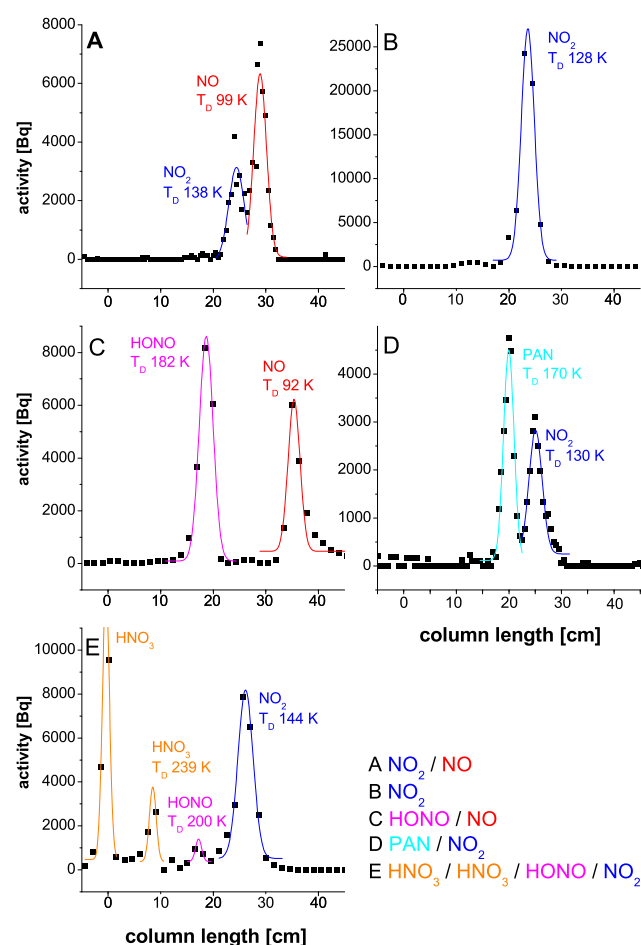 A
NO
T_D 99 K
NO₂
T_D 138 K
activity [Bq]
8000
6000
4000
2000
0
0 10 20 30 40
B
NO₂
T_D 128 K
25000
20000
15000
10000
5000
0
0 10 20 30 40
C
HONO
T_D 182 K
NO
T_D 92 K
activity [Bq]
8000
6000
4000
2000
0
0 10 20 30 40
D
PAN
T_D 170 K
NO₂
T_D 130 K
4000
3000
2000
1000
0
0 10 20 30 40
column length [cm]
E
HNO₃
HNO₃
T_D 239 K
HONO
T_D 200 K
NO₂
T_D 144 K
activity [Bq]
10000
8000
6000
4000
2000
0
0 10 20 30 40
column length [cm]
A NO₂ / NO
B NO₂
C HONO / NO
D PAN / NO₂
E HNO₃ / HNO₃ / HONO / NO₂